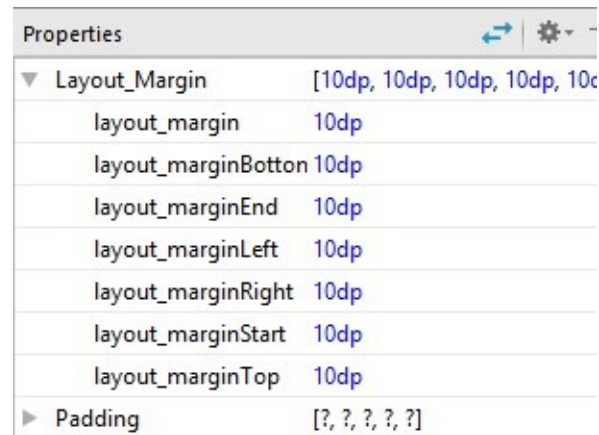 Properties
Layout_Margin [10dp, 10dp, 10dp, 10dp, 10d
layout_margin 10dp
layout_marginBotton 10dp
layout_marginEnd 10dp
layout_marginLeft 10dp
layout_marginRight 10dp
layout_marginStart 10dp
layout_marginTop 10dp
Padding [?, ?, ?, ?, ?]